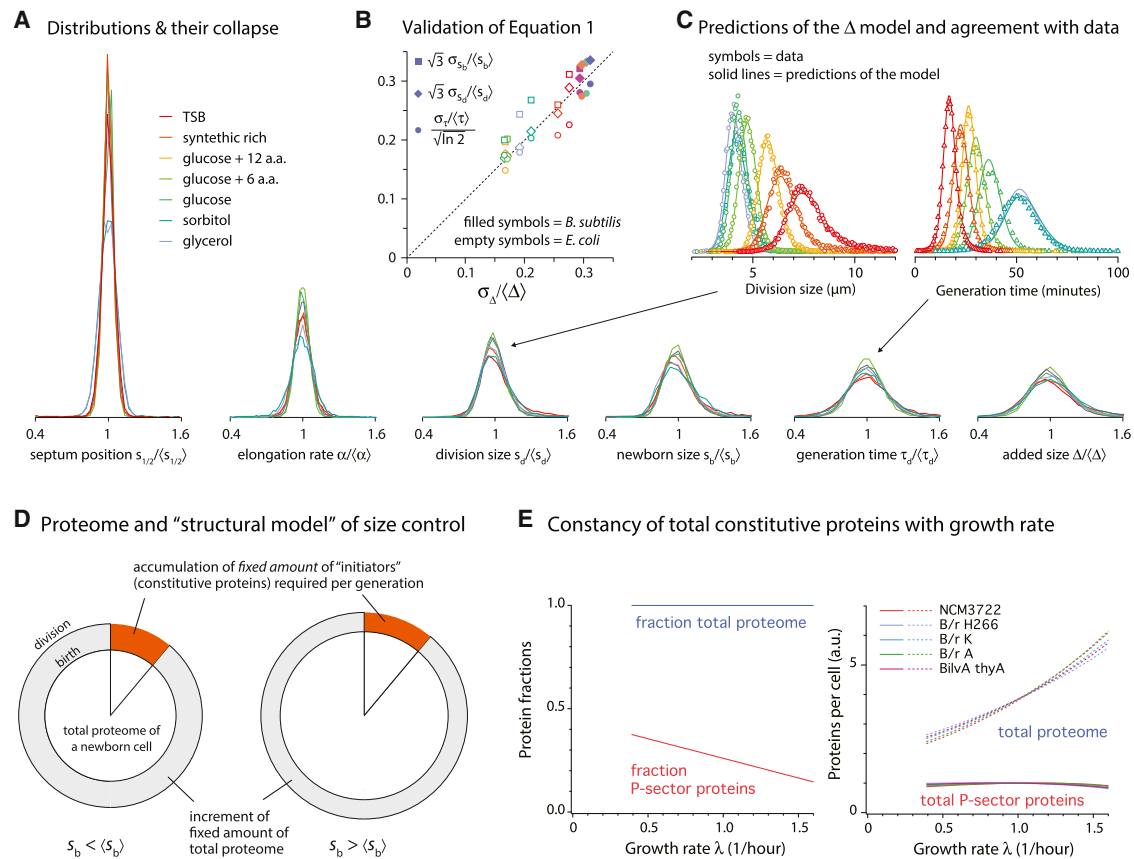 A Distributions & their collapse
TSB
syntethic rich
glucose + 12 a.a.
glucose + 6 a.a.
glucose
sorbitol
glycerol
0.4 1 1.6
septum position s1/2/⟨s1/2⟩
0.4 1 1.6
elongation rate α/⟨α⟩
B Validation of Equation 1
√3 σsb/⟨sb⟩
√3 σsd/⟨sd⟩
στ/⟨τ⟩
√ln 2
filled symbols = B. subtilis
empty symbols = E. coli
0.3
0.2
0.1
0
0 0.1 0.2 0.3
σΔ/⟨Δ⟩
C Predictions of the Δ model and agreement with data
symbols = data
solid lines = predictions of the model
5 10
Division size (μm)
0 50 100
Generation time (minutes)
0.4 1 1.6
division size sd/⟨sd⟩
0.4 1 1.6
newborn size sb/⟨sb⟩
0.4 1 1.6
generation time τd/⟨τd⟩
0.4 1 1.6
added size Δ/⟨Δ⟩
D Proteome and “structural model” of size control
accumulation of fixed amount of “initiators”
(constitutive proteins) required per generation
division
birth
total proteome of
a newborn cell
increment of
fixed amount of
total proteome
sb < ⟨sb⟩
sb > ⟨sb⟩
E Constancy of total constitutive proteins with growth rate
Protein fractions
1.0
0.5
0.0
fraction total proteome
fraction
P-sector proteins
0 0.5 1.0 1.5
Growth rate λ (1/hour)
Proteins per cell (a.u.)
5
0
NCM3722
B/r H266
B/r K
B/r A
BilvA thyA
total proteome
total P-sector proteins
0 0.5 1.0 1.5
Growth rate λ (1/hour)